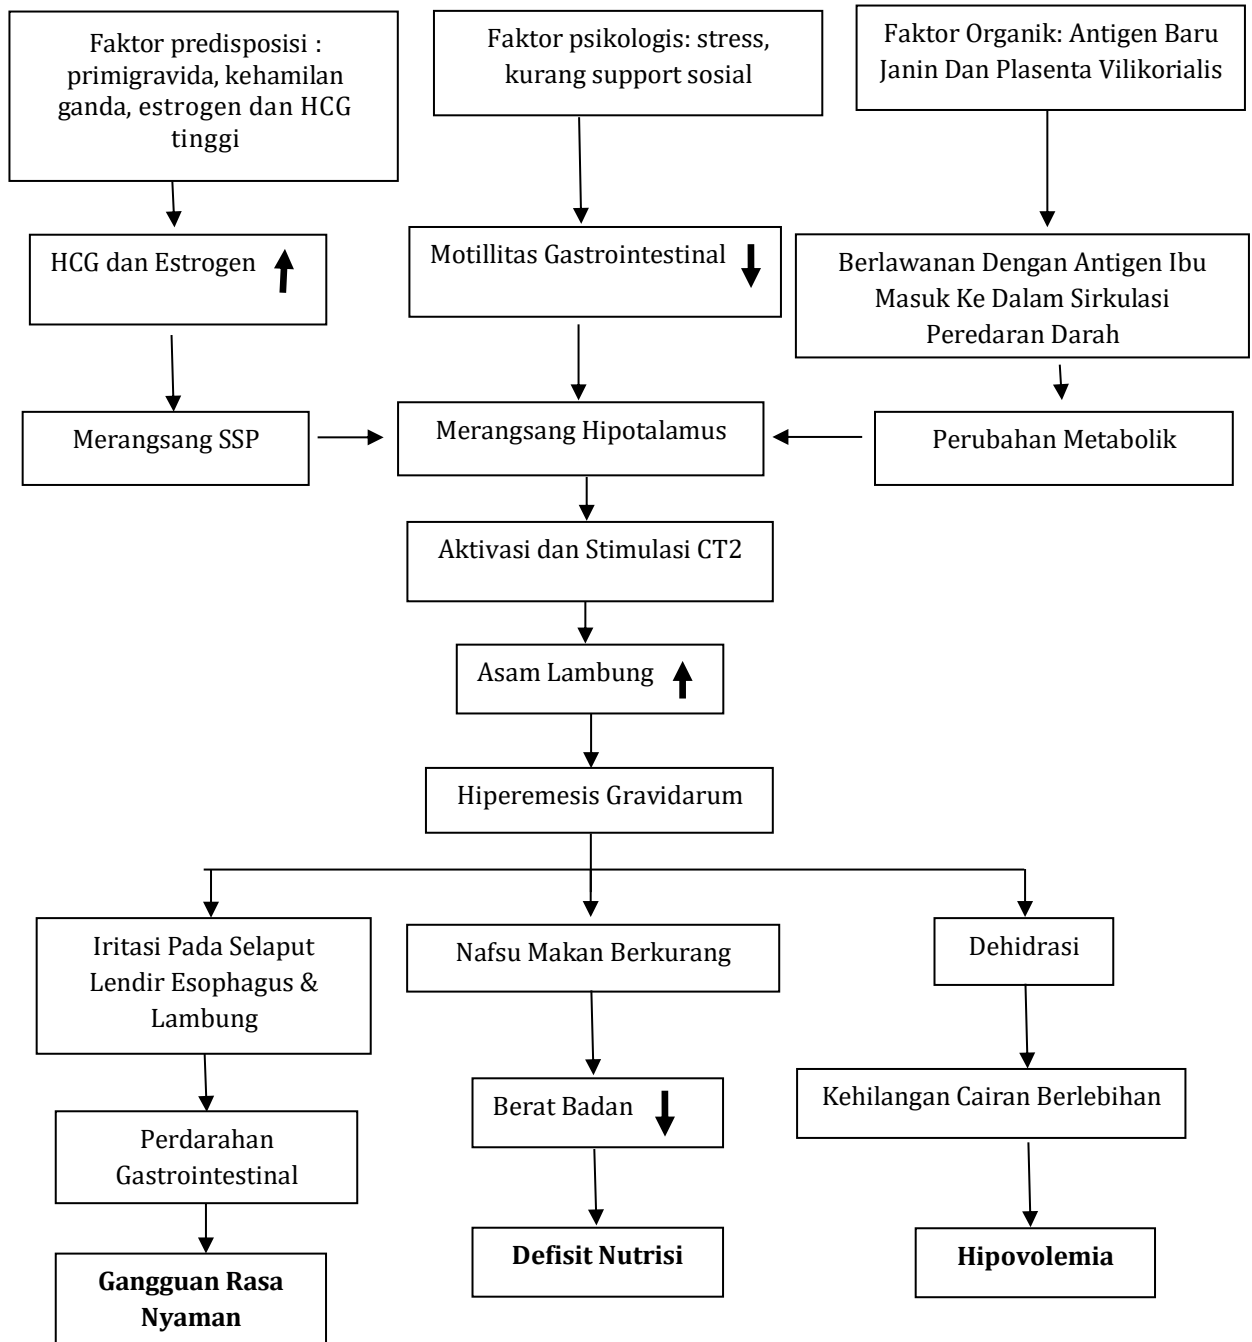 Faktor predisposisi :
primigravida, kehamilan
ganda, estrogen dan HCG
tinggi
Faktor psikologis: stress,
kurang support sosial
Faktor Organik: Antigen Baru
Janin Dan Plasenta Vilikorialis
HCG dan Estrogen
Motillitas Gastrointestinal
Berlawanan Dengan Antigen Ibu
Masuk Ke Dalam Sirkulasi
Peredaran Darah
Merangsang SSP
Merangsang Hipotalamus
Perubahan Metabolik
Aktivasi dan Stimulasi CT2
Asam Lambung
Hiperemesis Gravidarum
Iritasi Pada Selaput
Lendir Esophagus &
Lambung
Nafsu Makan Berkurang
Dehidrasi
Perdarahan
Gastrointestinal
Berat Badan
Kehilangan Cairan Berlebihan
Gangguan Rasa
Nyaman
Defisit Nutrisi
Hipovolemia